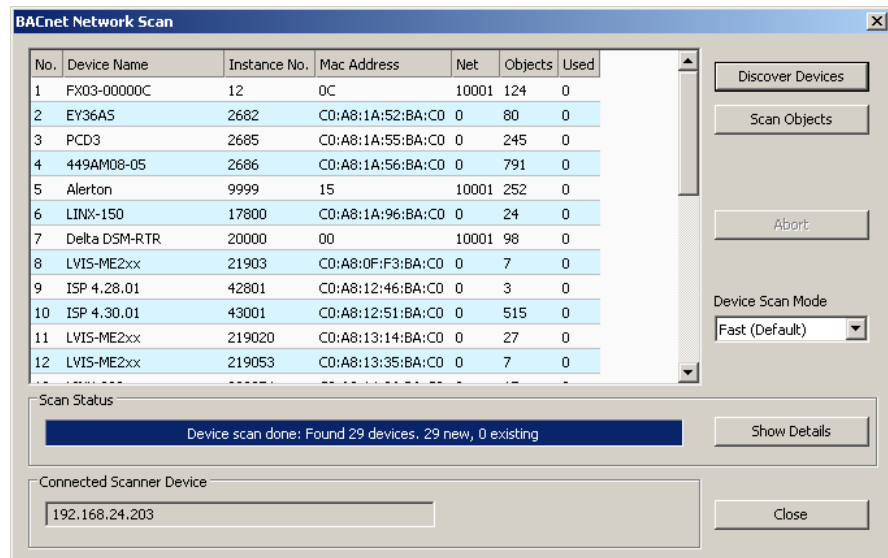 BACnet Network Scan
No. Device Name Instance No. Mac Address Net Objects Used
1 FX03-00000C 12 0C 10001 124 0
2 EY36AS 2682 C0:A8:1A:52:BA:C0 0 80 0
3 PCD3 2685 C0:A8:1A:55:BA:C0 0 245 0
4 449AM08-05 2686 C0:A8:1A:56:BA:C0 0 791 0
5 Alerton 9999 15 10001 252 0
6 LINX-150 17800 C0:A8:1A:96:BA:C0 0 24 0
7 Delta DSM-RTR 20000 00 10001 98 0
8 LVIS-ME2xx 21903 C0:A8:0F:F3:BA:C0 0 7 0
9 ISP 4.28.01 42801 C0:A8:12:46:BA:C0 0 3 0
10 ISP 4.30.01 43001 C0:A8:12:51:BA:C0 0 515 0
11 LVIS-ME2xx 219020 C0:A8:13:14:BA:C0 0 27 0
12 LVIS-ME2xx 219053 C0:A8:13:35:BA:C0 0 7 0
Discover Devices
Scan Objects
Abort
Device Scan Mode
Fast (Default)
Scan Status
Device scan done: Found 29 devices. 29 new, 0 existing
Show Details
Connected Scanner Device
192.168.24.203
Close